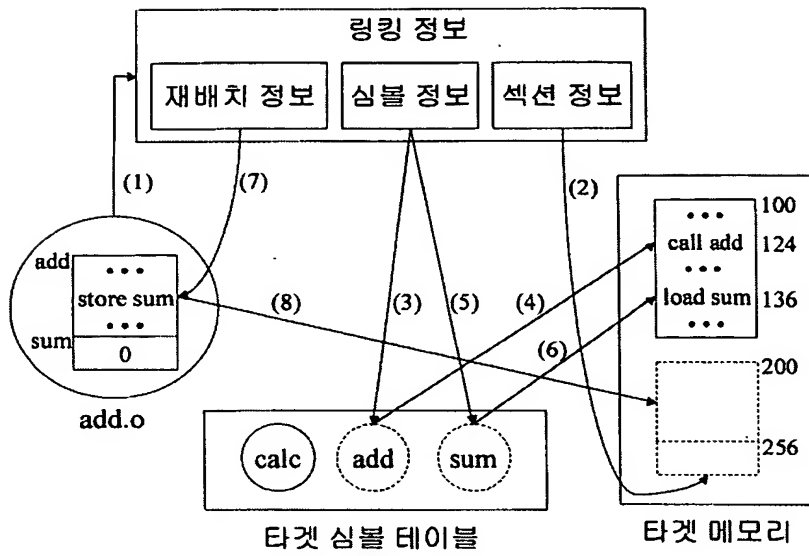 링킹 정보
재배치 정보
심볼 정보
섹션 정보
(1)
(7)
(2)
add
• • •
store sum
• • •
sum
0
add.o
(3)
(5)
(4)
(6)
(8)
• • •
100
call add
124
• • •
load sum
136
• • •
200
256
calc
add
sum
타겟 심볼 테이블
타겟 메모리